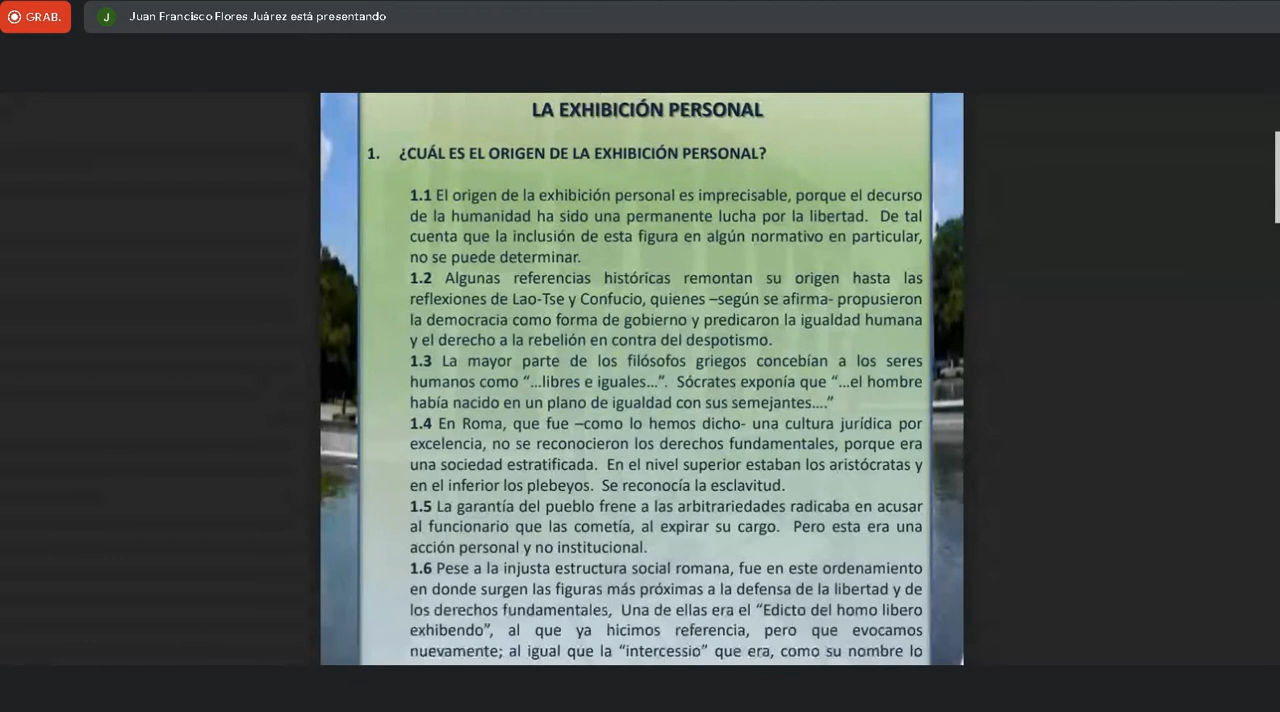 GRAB.
J
Juan Francisco Flores Juárez está presentando
LA EXHIBICIÓN PERSONAL
1. ¿CUÁL ES EL ORIGEN DE LA EXHIBICIÓN PERSONAL?
1.1 El origen de la exhibición personal es imprecisable, porque el decurso
de la humanidad ha sido una permanente lucha por la libertad. De tal
cuenta que la inclusión de esta figura en algún normativo en particular,
no se puede determinar.
1.2 Algunas referencias históricas remontan su origen hasta las
reflexiones de Lao-Tse y Confucio, quienes –según se afirma- propusieron
la democracia como forma de gobierno y predicaron la igualdad humana
y el derecho a la rebelión en contra del despotismo.
1.3 La mayor parte de los filósofos griegos concebían a los seres
humanos como “...libres e iguales...”. Sócrates exponía que “...el hombre
había nacido en un plano de igualdad con sus semejantes....”
1.4 En Roma, que fue –como lo hemos dicho- una cultura jurídica por
excelencia, no se reconocieron los derechos fundamentales, porque era
una sociedad estratificada. En el nivel superior estaban los aristócratas y
en el inferior los plebeyos. Se reconocía la esclavitud.
1.5 La garantía del pueblo frene a las arbitrariedades radicaba en acusar
al funcionario que las cometía, al expirar su cargo. Pero esta era una
acción personal y no institucional.
1.6 Pese a la injusta estructura social romana, fue en este ordenamiento
en donde surgen las figuras más próximas a la defensa de la libertad y de
los derechos fundamentales, Una de ellas era el “Edicto del homo libero
exhibendo”, al que ya hicimos referencia, pero que evocamos
nuevamente; al igual que la “intercessio” que era, como su nombre lo